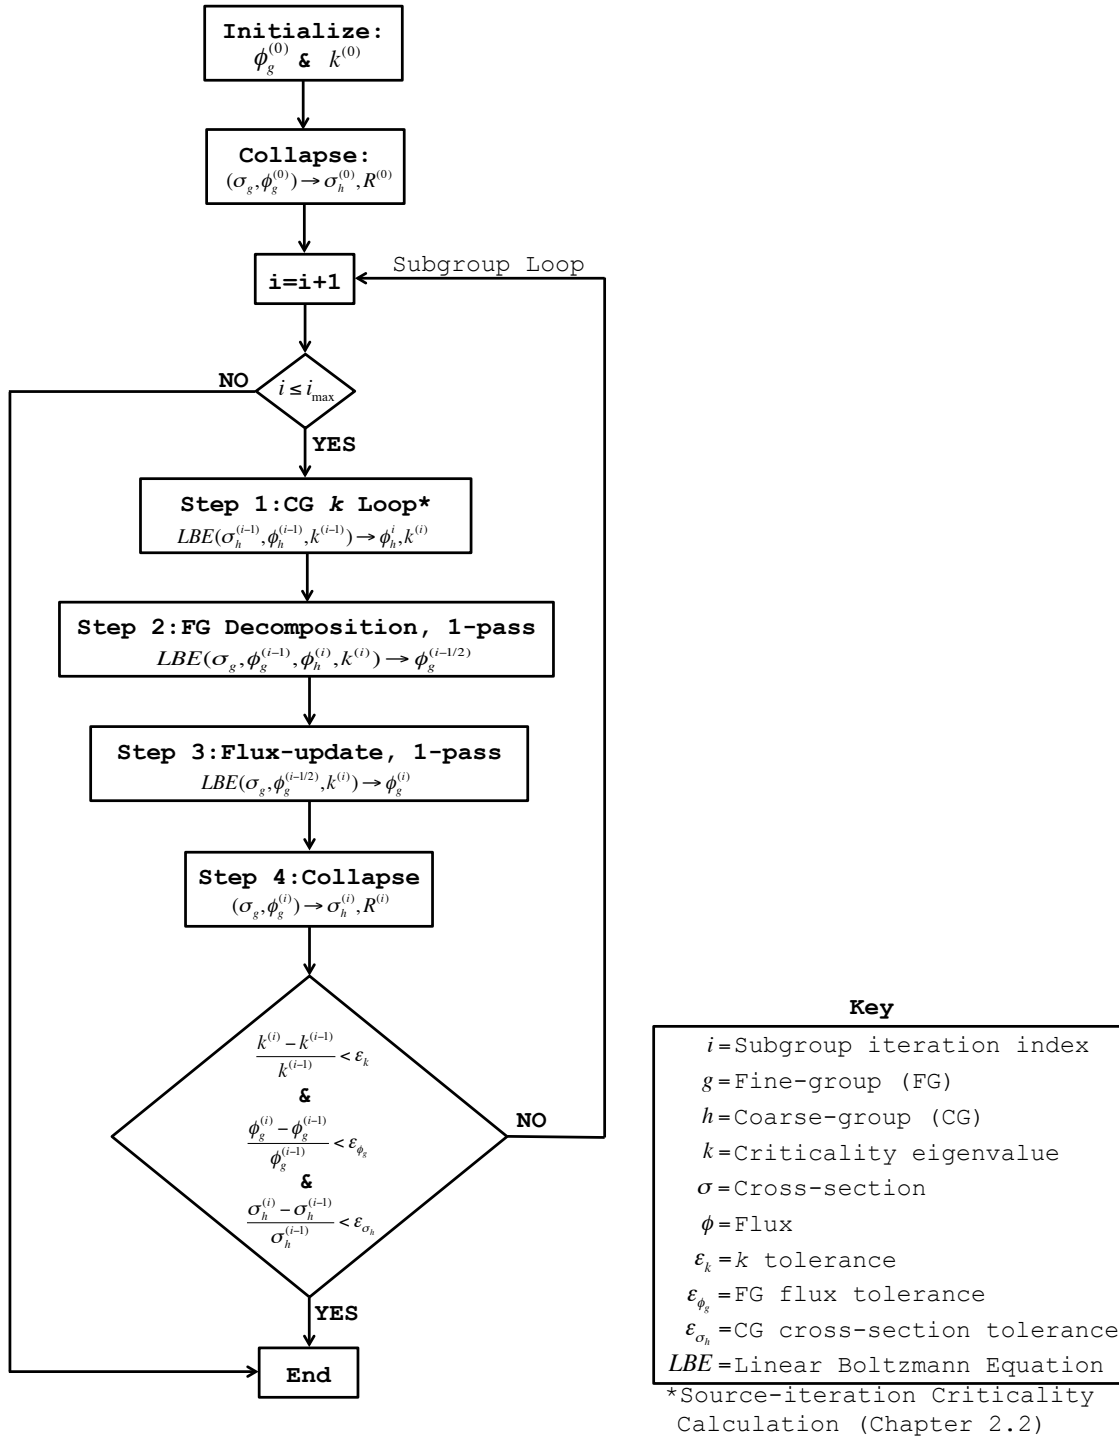 Initialize:
ϕ_g^(0) & k^(0)
Collapse:
(σ_g,ϕ_g^(0))→σ_h^(0),R^(0)
Subgroup Loop
i=i+1
NO
i≤i_max
YES
Step 1:CG k Loop*
LBE(σ_h^(i−1),ϕ_h^(i−1),k^(i−1))→ϕ_h^i,k^(i)
Step 2:FG Decomposition, 1-pass
LBE(σ_g,ϕ_g^(i−1),ϕ_h^(i),k^(i))→ϕ_g^(i−1/2)
Step 3:Flux-update, 1-pass
LBE(σ_g,ϕ_g^(i−1/2),k^(i))→ϕ_g^(i)
Step 4:Collapse
(σ_g,ϕ_g^(i))→σ_h^(i),R^(i)
k^(i)−k^(i−1)
k^(i−1)
<ε_k
&
NO
ϕ_g^(i)−ϕ_g^(i−1)
ϕ_g^(i−1)
<ε_ϕ_g
&
σ_h^(i)−σ_h^(i−1)
σ_h^(i−1)
<ε_σ_h
YES
End
Key
i=Subgroup iteration index
g=Fine-group (FG)
h=Coarse-group (CG)
k=Criticality eigenvalue
σ=Cross-section
ϕ=Flux
ε_k=k tolerance
ε_ϕ_g=FG flux tolerance
ε_σ_h=CG cross-section tolerance
LBE=Linear Boltzmann Equation
*Source-iteration Criticality
Calculation (Chapter 2.2)